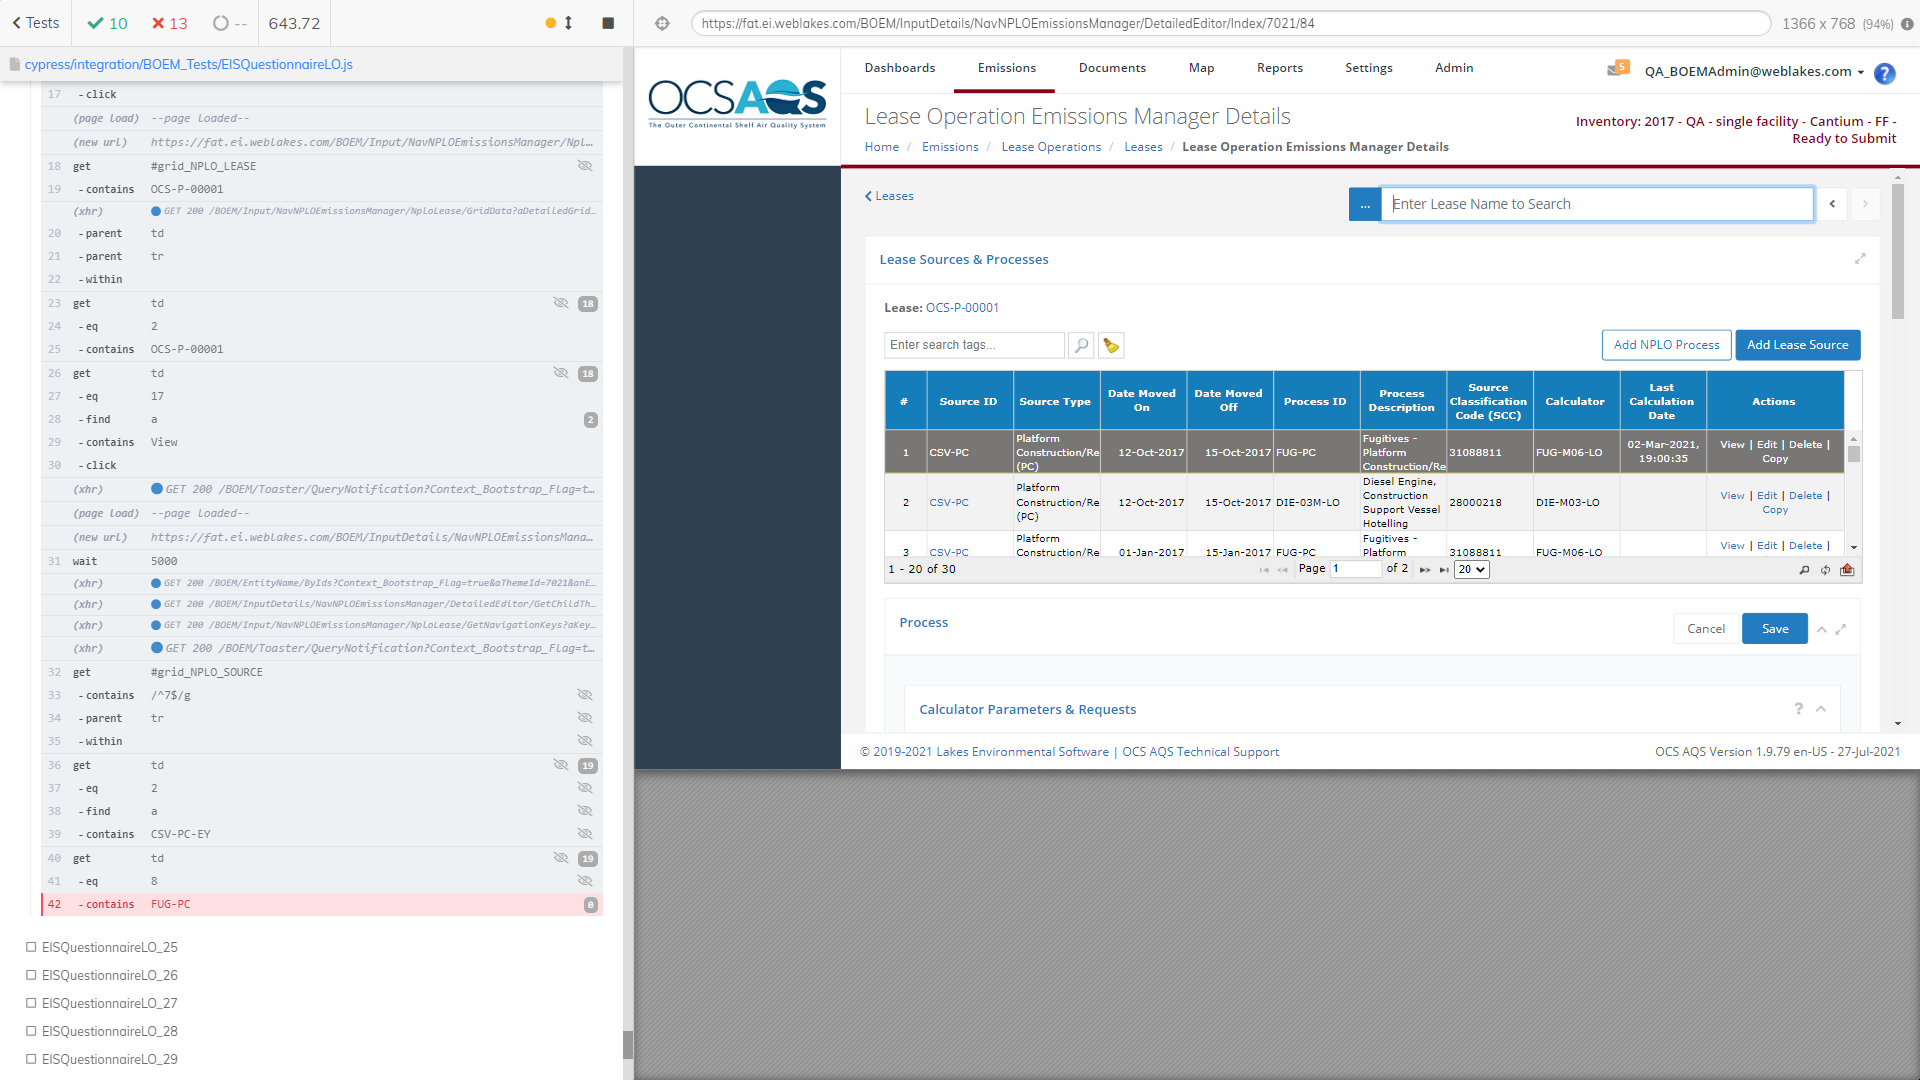 Tests
10
13
--
643.72
cypress/integration/BOEM_Tests/EISQuestionnaireLO.js
17 - click
(page load) --page loaded--
(new url) https://fat.ei.weblakes.com/BOEM/Input/NavNPLOEmissionsManager/Npl...
18 get #grid_NPLO_LEASE
19 - contains OCS-P-00001
(xhr) GET 200 /BOEM/Input/NavNPLOEmissionsManager/NploLease/GridData?aDetailedGrid...
20 - parent td
21 - parent tr
22 - within
23 get td 18
24 - eq 2
25 - contains OCS-P-00001
26 get td 18
27 - eq 17
28 - find a 2
29 - contains View
30 - click
(xhr) GET 200 /BOEM/Toaster/QueryNotification?Context_Bootstrap_Flag=t...
(page load) --page loaded--
(new url) https://fat.ei.weblakes.com/BOEM/InputDetails/NavNPLOEmissionsMana...
31 wait 5000
(xhr) GET 200 /BOEM/EntityName/ByIds?Context_Bootstrap_Flag=true&aThemeId=7021&anE...
(xhr) GET 200 /BOEM/InputDetails/NavNPLOEmissionsManager/DetailedEditor/GetChildTh...
(xhr) GET 200 /BOEM/Input/NavNPLOEmissionsManager/NploLease/GetNavigationKeys?aKey...
(xhr) GET 200 /BOEM/Toaster/QueryNotification?Context_Bootstrap_Flag=t...
32 get #grid_NPLO_SOURCE
33 - contains /^7$/g
34 - parent tr
35 - within
36 get td 19
37 - eq 2
38 - find a
39 - contains CSV-PC-EY
40 get td 19
41 - eq 8
42 - contains FUG-PC 0
EISQuestionnaireLO_25
EISQuestionnaireLO_26
EISQuestionnaireLO_27
EISQuestionnaireLO_28
EISQuestionnaireLO_29
https://fat.ei.weblakes.com/BOEM/InputDetails/NavNPLOEmissionsManager/DetailedEditor/Index/7021/84
1366 x 768 (94%)
OCSAQS
The Outer Continental Shelf Air Quality System
Dashboards Emissions Documents Map Reports Settings Admin
5 QA_BOEMAdmin@weblakes.com ?
Lease Operation Emissions Manager Details
Inventory: 2017 - QA - single facility - Cantium - FF -
Ready to Submit
Home / Emissions / Lease Operations / Leases / Lease Operation Emissions Manager Details
Leases
... Enter Lease Name to Search
Lease Sources & Processes
Lease: OCS-P-00001
Enter search tags...
Add NPLO Process Add Lease Source
# Source ID Source Type Date Moved On Date Moved Off Process ID Process Description Source Classification Code (SCC) Calculator Last Calculation Date Actions
1 CSV-PC Platform Construction/Re (PC) 12-Oct-2017 15-Oct-2017 FUG-PC Fugitives - Platform Construction/Re 31088811 FUG-M06-LO 02-Mar-2021, 19:00:35 View | Edit | Delete | Copy
2 CSV-PC Platform Construction/Re (PC) 12-Oct-2017 15-Oct-2017 DIE-03M-LO Diesel Engine, Construction Support Vessel Hotelling 28000218 DIE-M03-LO View | Edit | Delete | Copy
3 CSV-PC Platform Construction/Re 01-Jan-2017 15-Jan-2017 FUG-PC Fugitives - Platform 31088811 FUG-M06-LO View | Edit | Delete |
1 - 20 of 30 Page 1 of 2 20
Process
Cancel Save
Calculator Parameters & Requests
?
© 2019-2021 Lakes Environmental Software | OCS AQS Technical Support
OCS AQS Version 1.9.79 en-US - 27-Jul-2021